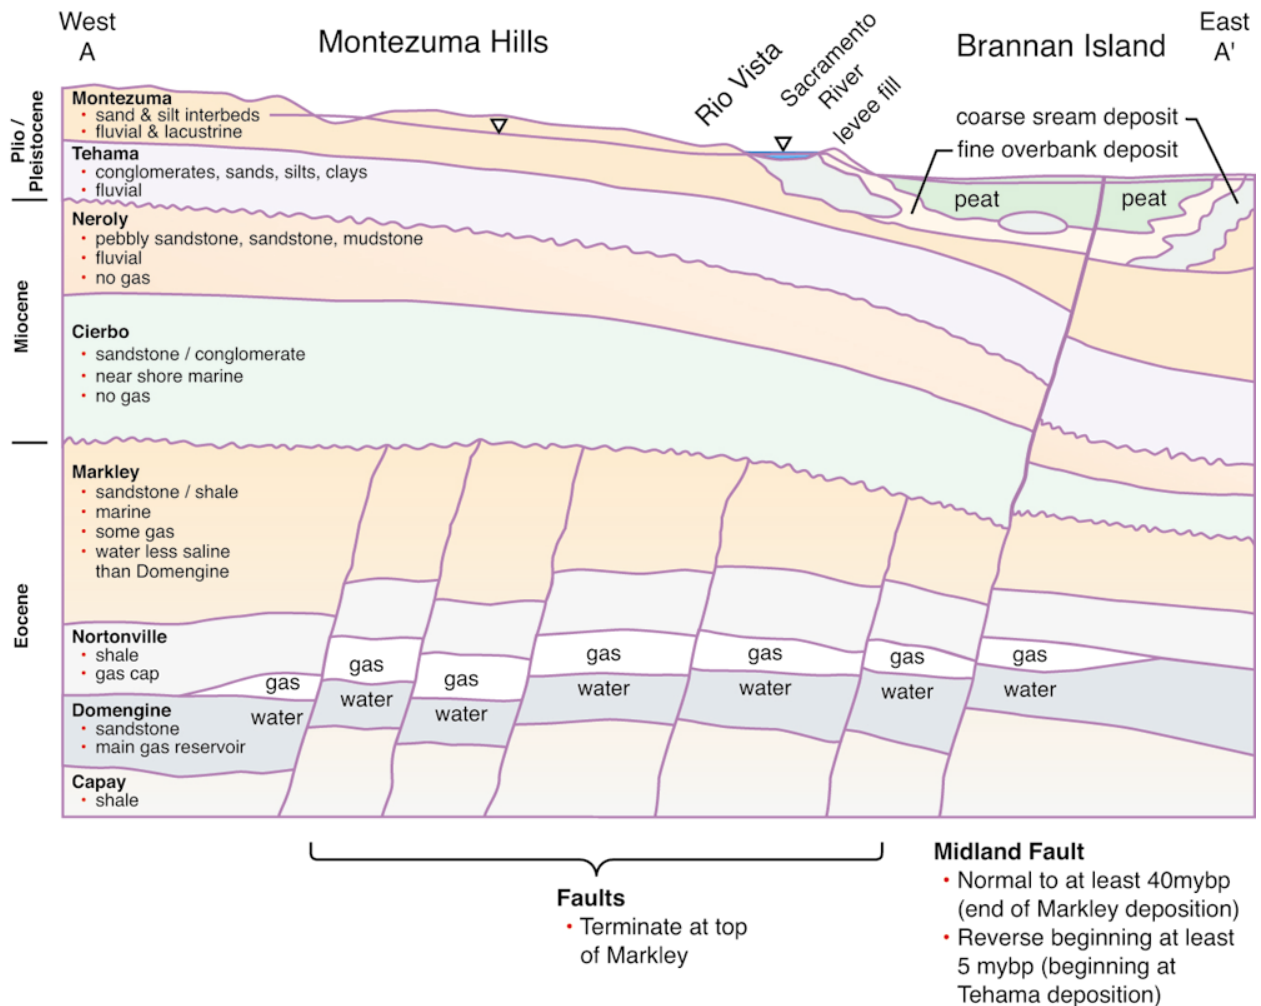 West
A
Montezuma Hills
Rio Vista
Sacramento
River
levee fill
Brannan Island
East
A'
coarse sream deposit
fine overbank deposit
peat
peat
Plio /
Pleistocene
Miocene
Eocene
Montezuma
• sand & silt interbeds
• fluvial & lacustrine
Tehama
• conglomerates, sands, silts, clays
• fluvial
Neroly
• pebbly sandstone, sandstone, mudstone
• fluvial
• no gas
Cierbo
• sandstone / conglomerate
• near shore marine
• no gas
Markley
• sandstone / shale
• marine
• some gas
• water less saline
than Domengine
Nortonville
• shale
• gas cap
Domengine
• sandstone
• main gas reservoir
Capay
• shale
gas
water
gas
water
gas
water
gas
water
gas
water
gas
water
gas
water
Faults
• Terminate at top
of Markley
Midland Fault
• Normal to at least 40mybp
(end of Markley deposition)
• Reverse beginning at least
5 mybp (beginning at
Tehama deposition)